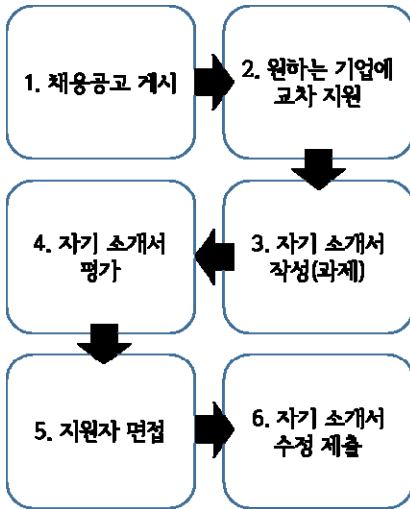 1. 채용공고 게시
2. 원하는 기업에
교차 지원
3. 자기 소개서
작성(과제)
4. 자기 소개서
평가
5. 지원자 면접
6. 자기 소개서
수정 제출